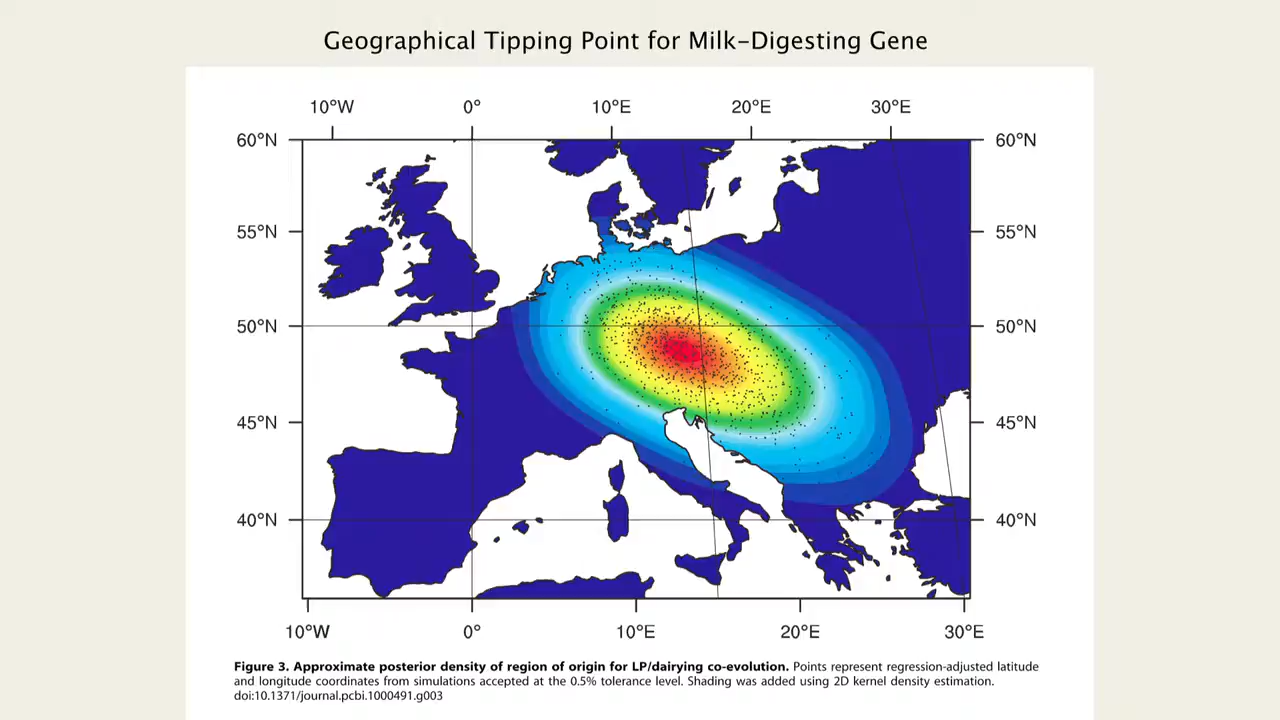 Geographical Tipping Point for Milk-Digesting Gene
10°W 0° 10°E 20°E 30°E
60°N 60°N
55°N 55°N
50°N 50°N
45°N 45°N
40°N 40°N
10°W 0° 10°E 20°E 30°E
Figure 3. Approximate posterior density of region of origin for LP/dairying co-evolution. Points represent regression-adjusted latitude
and longitude coordinates from simulations accepted at the 0.5% tolerance level. Shading was added using 2D kernel density estimation.
doi:10.1371/journal.pcbi.1000491.g003